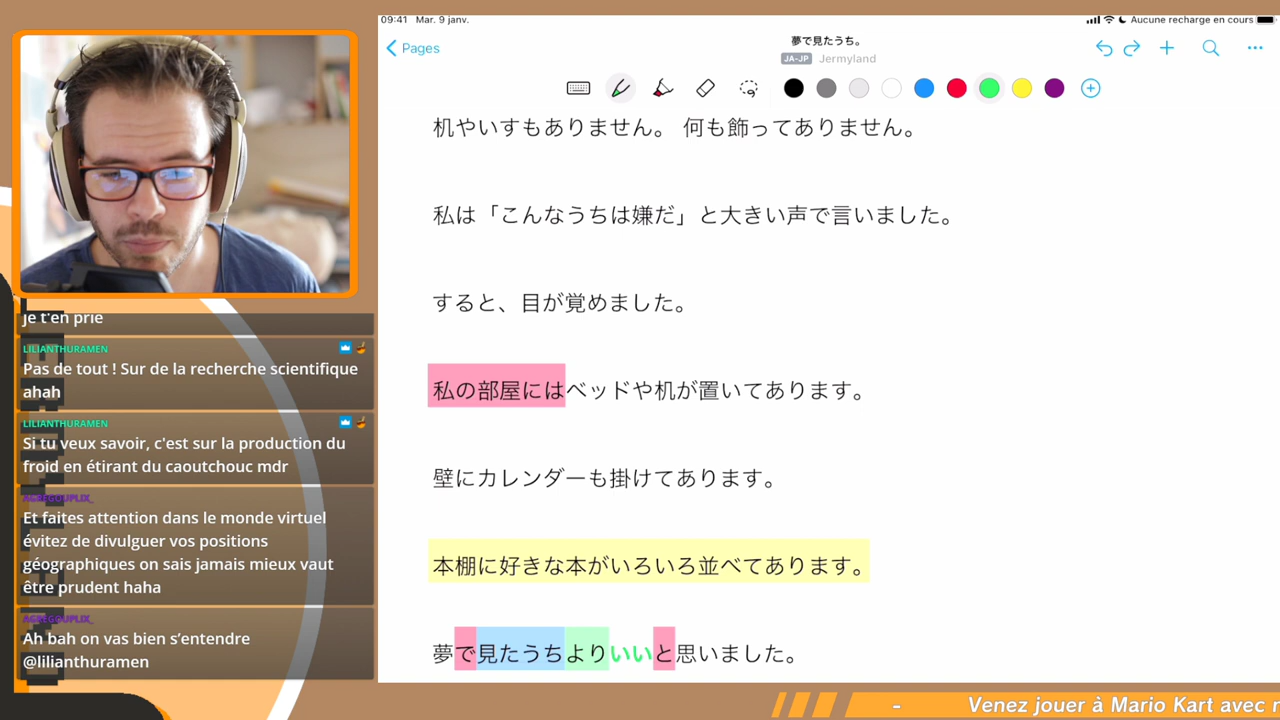 09:41 Mar. 9 janv.
Aucune recharge en cours
Pages
夢で見たうち。
JA-JP Jermyland
机やいすもありません。 何も飾ってありません。
私は「こんなうちは嫌だ」と大きい声で言いました。
すると、目が覚めました。
私の部屋にはベッドや机が置いてあります。
壁にカレンダーも掛けてあります。
本棚に好きな本がいろいろ並べてあります。
夢で見たうちよりいいと思いました。
je t'en prie
LILIANTHURAMEN
Pas de tout ! Sur de la recherche scientifique
ahah
LILIANTHURAMEN
Si tu veux savoir, c'est sur la production du
froid en étirant du caoutchouc mdr
AGREGOUPLIX_
Et faites attention dans le monde virtuel
évitez de divulguer vos positions
géographiques on sais jamais mieux vaut
être prudent haha
AGREGOUPLIX_
Ah bah on vas bien s’entendre
@lilianthuramen
- Venez jouer à Mario Kart avec